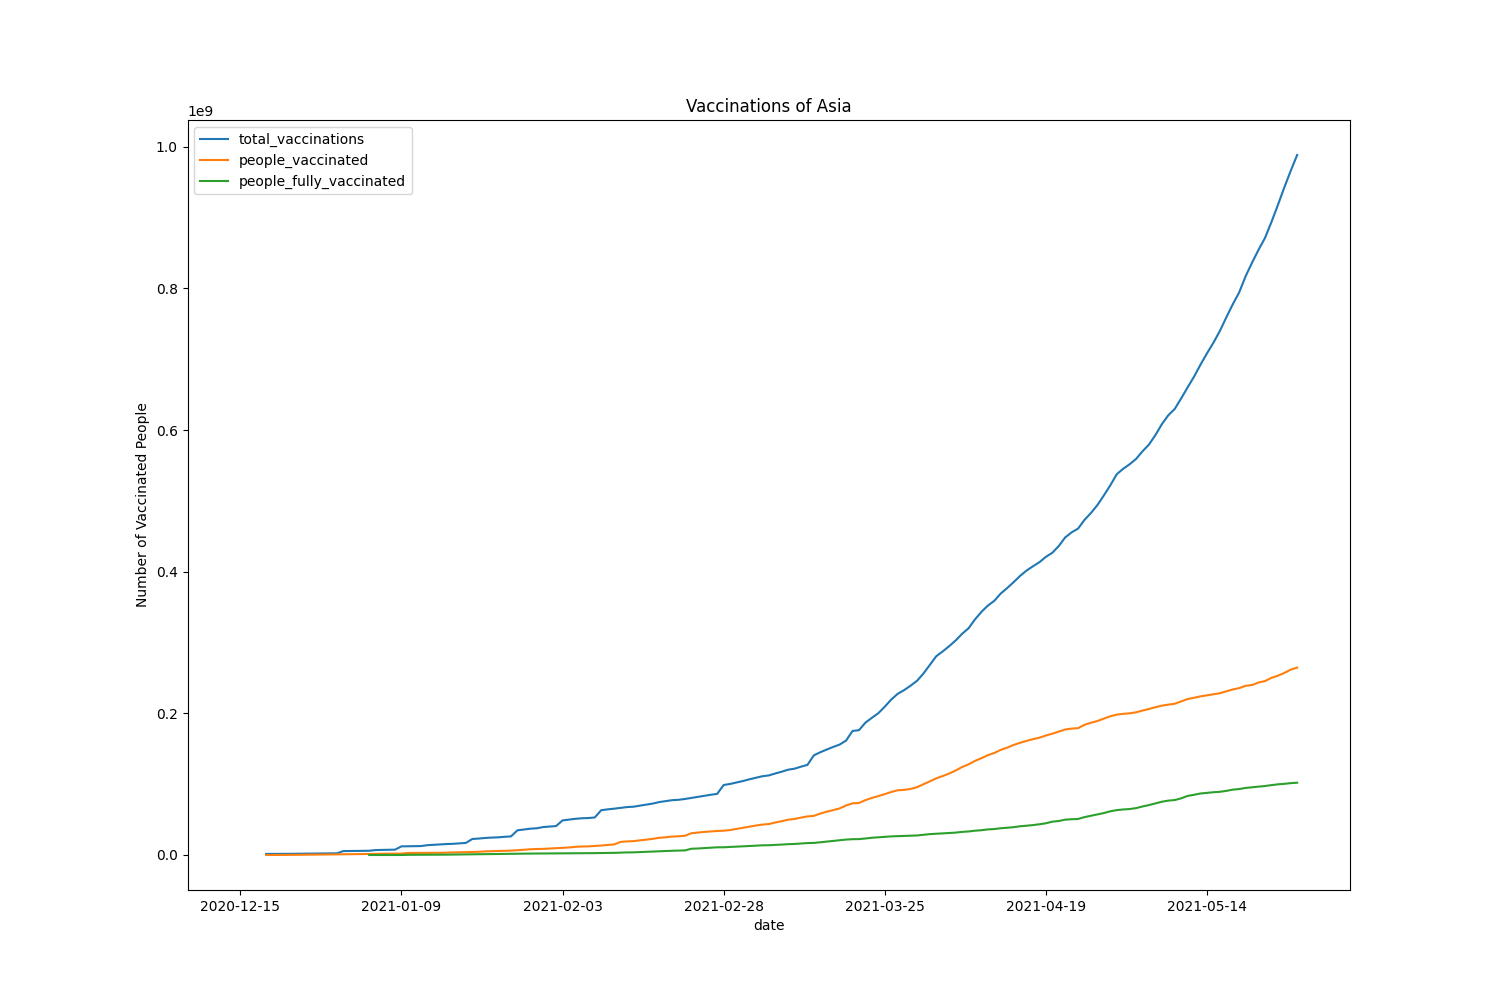 Vaccinations of Asia
1e9
total_vaccinations
people_vaccinated
people_fully_vaccinated
1.0
0.8
0.6
0.4
0.2
0.0
Number of Vaccinated People
2020-12-15 2021-01-09 2021-02-03 2021-02-28 2021-03-25 2021-04-19 2021-05-14
date